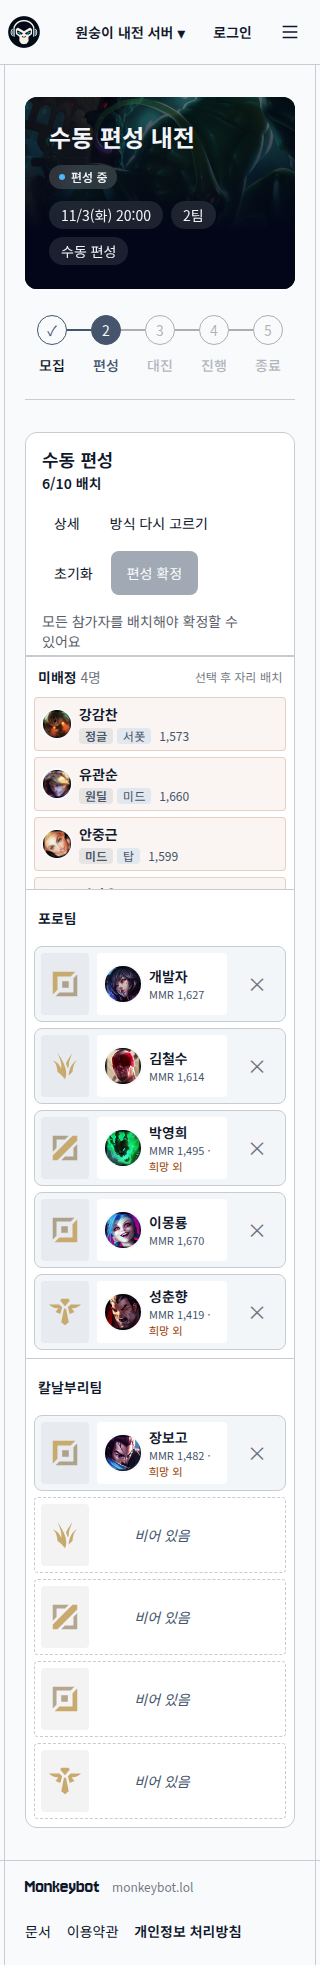 원숭이 내전 서버 ▾ 로그인
수동 편성 내전
편성 중
11/3(화) 20:00 2팀
수동 편성
✓ 2 3 4 5
모집 편성 대진 진행 종료
수동 편성
6/10 배치
상세 방식 다시 고르기
초기화 편성 확정
모든 참가자를 배치해야 확정할 수
있어요
미배정 4명 선택 후 자리 배치
강감찬
정글 서폿 1,573
유관순
원딜 미드 1,660
안중근
미드 탑 1,599
포로팀
개발자
MMR 1,627
김철수
MMR 1,614
박영희
MMR 1,495 ·
희망 외
이몽룡
MMR 1,670
성춘향
MMR 1,419 ·
희망 외
칼날부리팀
장보고
MMR 1,482 ·
희망 외
비어 있음
비어 있음
비어 있음
비어 있음
Monkeybot monkeybot.lol
문서 이용약관 개인정보 처리방침